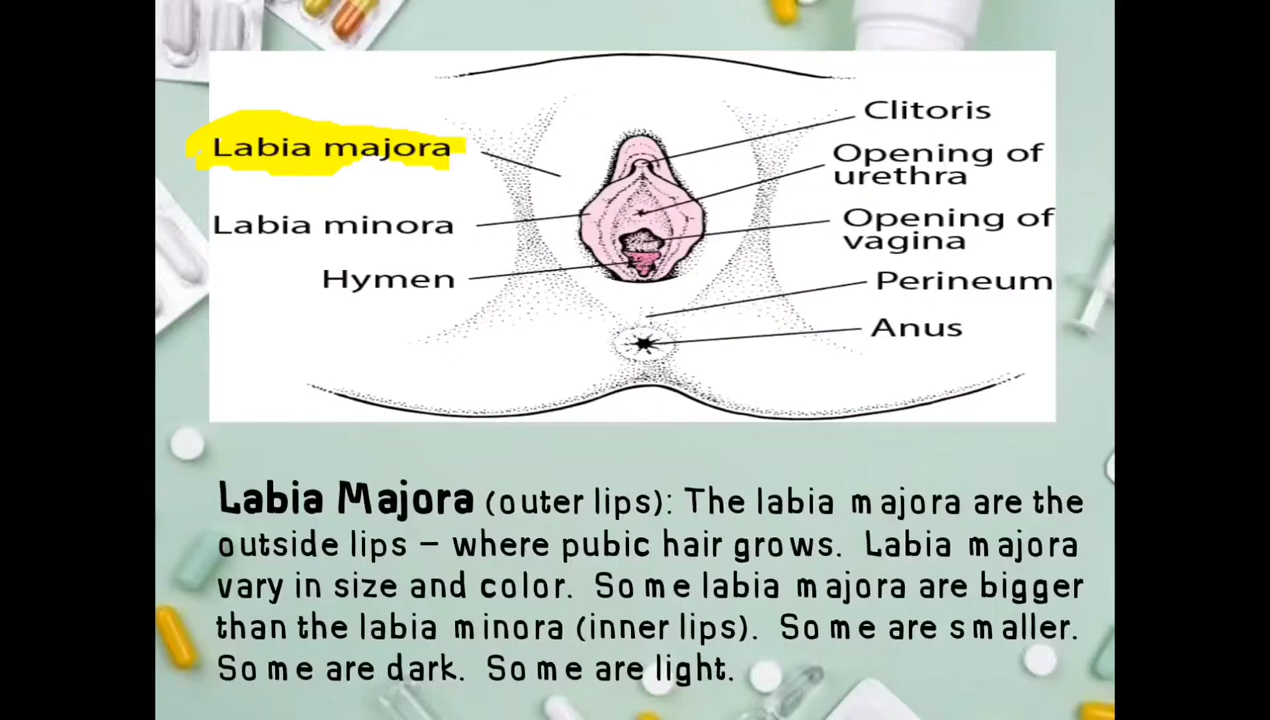 Labia majora
Labia minora
Hymen
Clitoris
Opening of
urethra
Opening of
vagina
Perineum
Anus
Labia Majora (outer lips): The labia majora are the
outside lips – where pubic hair grows. Labia majora
vary in size and color. Some labia majora are bigger
than the labia minora (inner lips). Some are smaller.
Some are dark. Some are light.